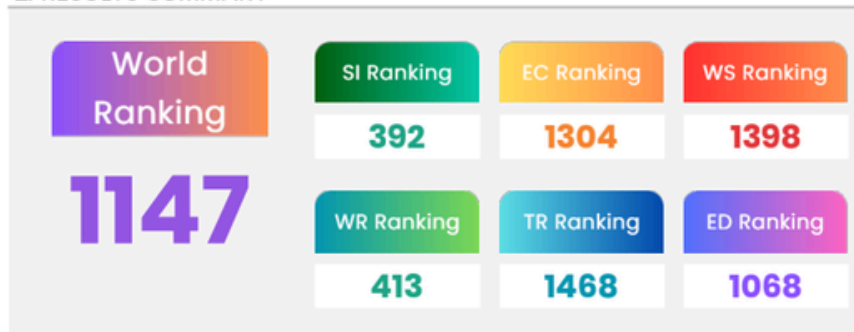 World
Ranking
1147
SI Ranking
392
EC Ranking
1304
WS Ranking
1398
WR Ranking
413
TR Ranking
1468
ED Ranking
1068